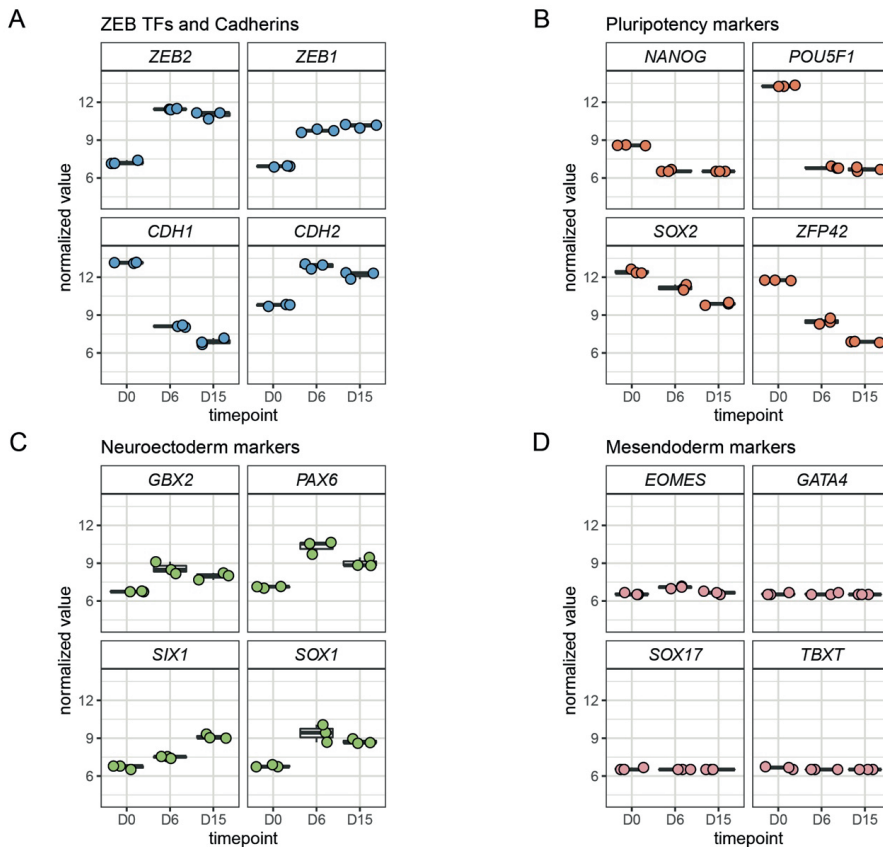 A
ZEB TFs and Cadherins
ZEB2
ZEB1
12
9
6
CDH1
CDH2
12
9
6
normalized value
D0
D6
D15
D0
D6
D15
timepoint
B
Pluripotency markers
NANOG
POU5F1
12
9
6
SOX2
ZFP42
12
9
6
normalized value
D0
D6
D15
D0
D6
D15
timepoint
C
Neuroectoderm markers
GBX2
PAX6
12
9
6
SIX1
SOX1
12
9
6
normalized value
D0
D6
D15
D0
D6
D15
timepoint
D
Mesendoderm markers
EOMES
GATA4
12
9
6
SOX17
TBXT
12
9
6
normalized value
D0
D6
D15
D0
D6
D15
timepoint